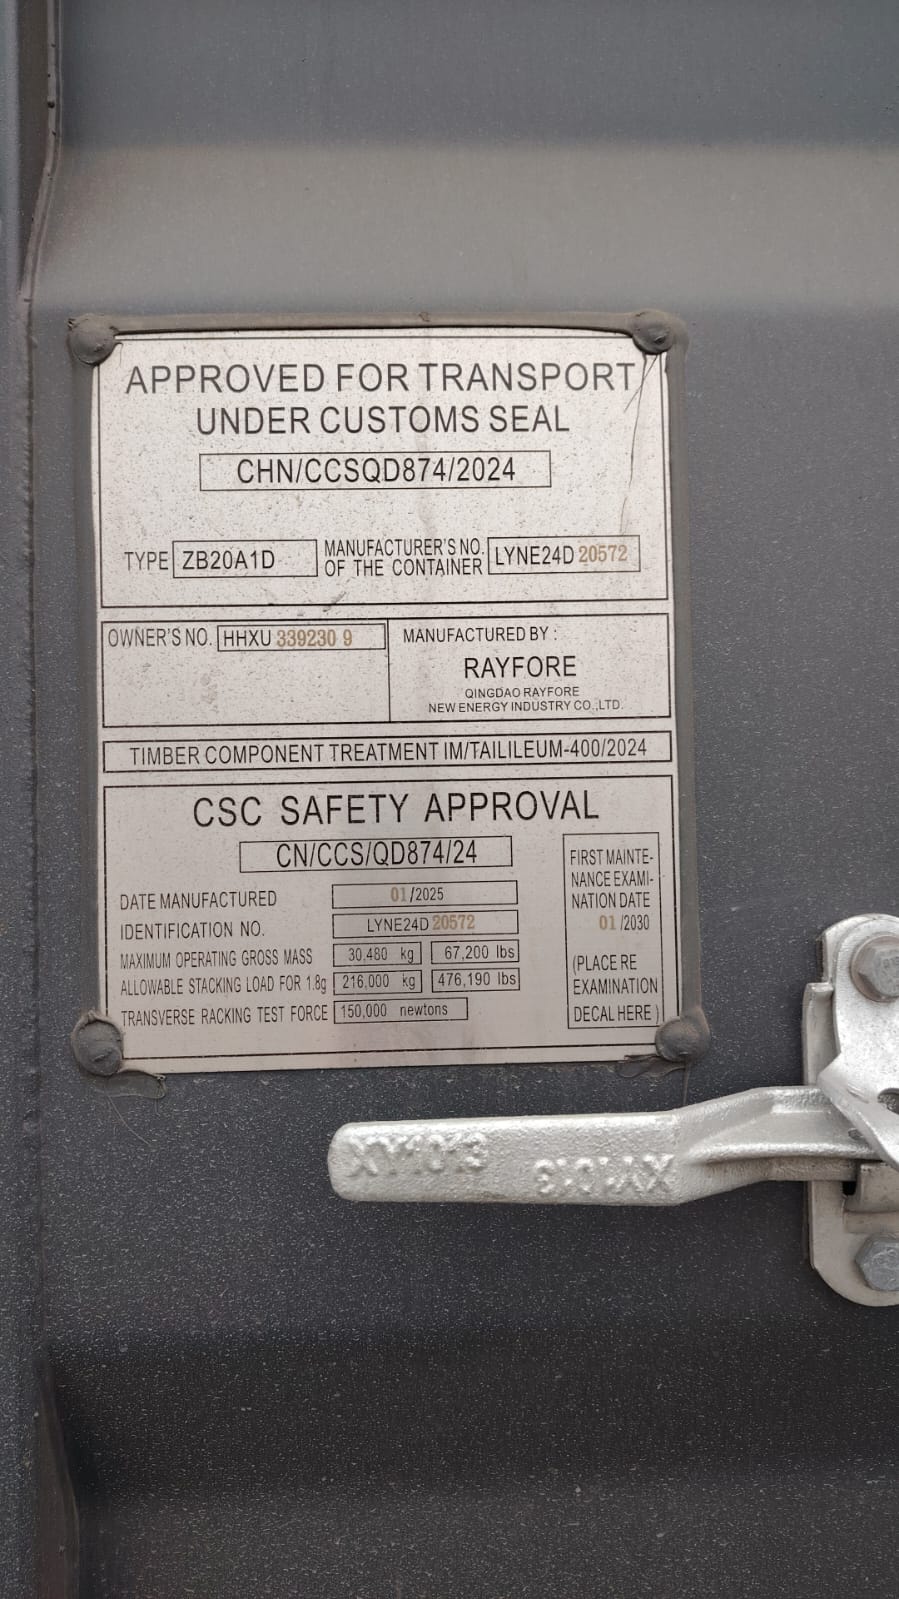 APPROVED FOR TRANSPORT
UNDER CUSTOMS SEAL
CHN/CCSQD874/2024
TYPE ZB20A1D MANUFACTURER'S NO. OF THE CONTAINER LYNE24D 20572
OWNER'S NO. HHXU 339230 9
MANUFACTURED BY :
RAYFORE
QINGDAO RAYFORE
NEW ENERGY INDUSTRY CO.,LTD.
TIMBER COMPONENT TREATMENT IM/TAILILEUM-400/2024
CSC SAFETY APPROVAL
CN/CCS/QD874/24
DATE MANUFACTURED 01/2025
IDENTIFICATION NO. LYNE24D 20572
MAXIMUM OPERATING GROSS MASS 30,480 kg 67,200 lbs
ALLOWABLE STACKING LOAD FOR 1.8g 216,000 kg 476,190 lbs
TRANSVERSE RACKING TEST FORCE 150,000 newtons
FIRST MAINTE-
NANCE EXAMI-
NATION DATE
01 /2030
(PLACE RE
EXAMINATION
DECAL HERE )
XY1013
XY1013